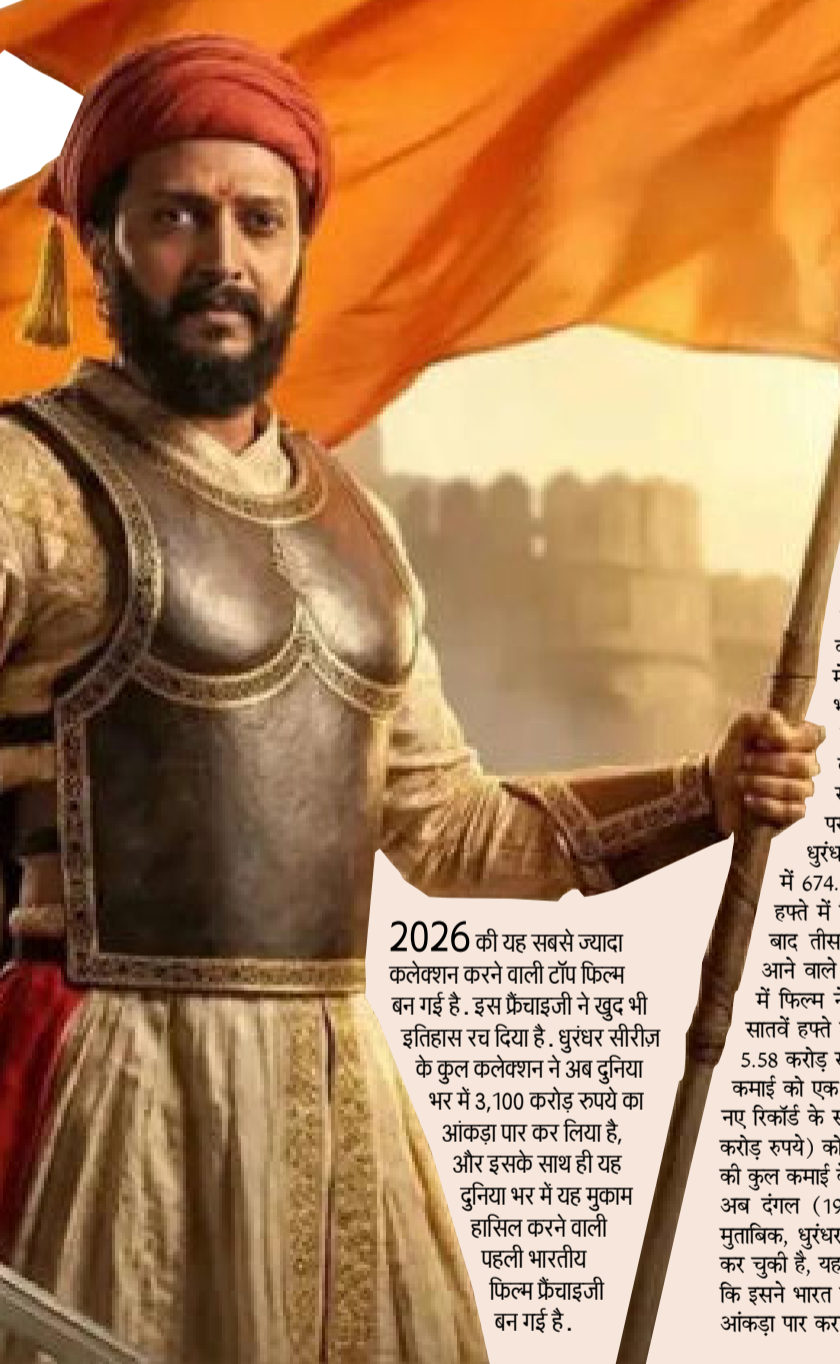 2026 की यह सबसे ज्यादा
कलेक्शन करने वाली टॉप फिल्म
बन गई है. इस फ्रैंचाइजी ने खुद भी
इतिहास रच दिया है. धुरंधर सीरीज़
के कुल कलेक्शन ने अब दुनिया
भर में 3,100 करोड़ रुपये का
आंकड़ा पार कर लिया है,
और इसके साथ ही यह
दुनिया भर में यह मुकाम
हासिल करने वाली
पहली भारतीय
फिल्म फ्रैंचाइजी
बन गई है.
में 674.
हफ्ते में
बाद
आने वाले
में फिल्म
सातवें हफ्ते
5.58 करोड़
कमाई को एक
नए रिकॉर्ड के
करोड़ रुपये)
की कुल कमाई
अब दंगल (19
मुताबिक,
कर चुकी है,
कि इसने भारत
आंकड़ा पार कर